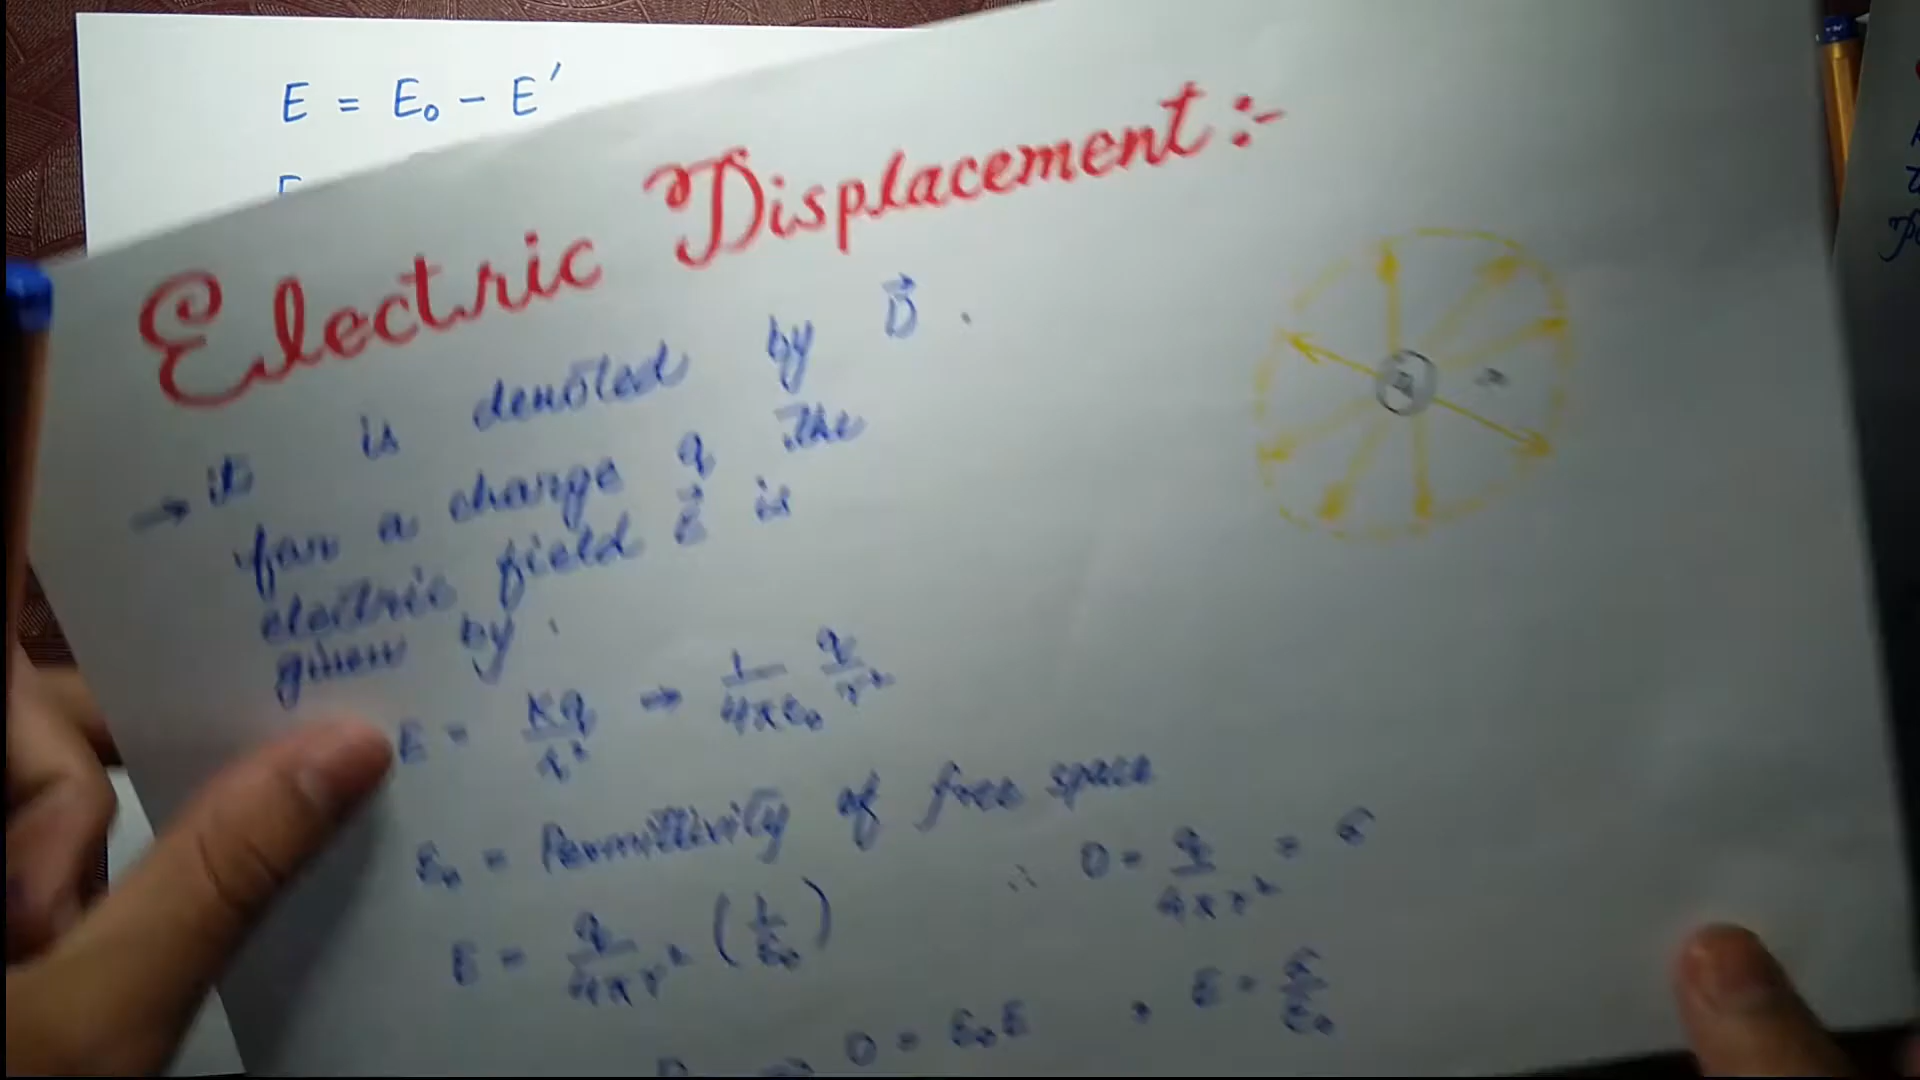 E = E₀ - E′
Electric Displacement :-
→ it is denoted by D⃗ .
for a charge q the
electric field E⃗ is
given by .
E = Kq/r² → 1/4πε₀ q/r²
ε₀ = Permittivity of free space
∴ D = q/4πr² = σ
E = q/4πr² (1/ε₀)
E = σ/ε₀
D = ε₀E